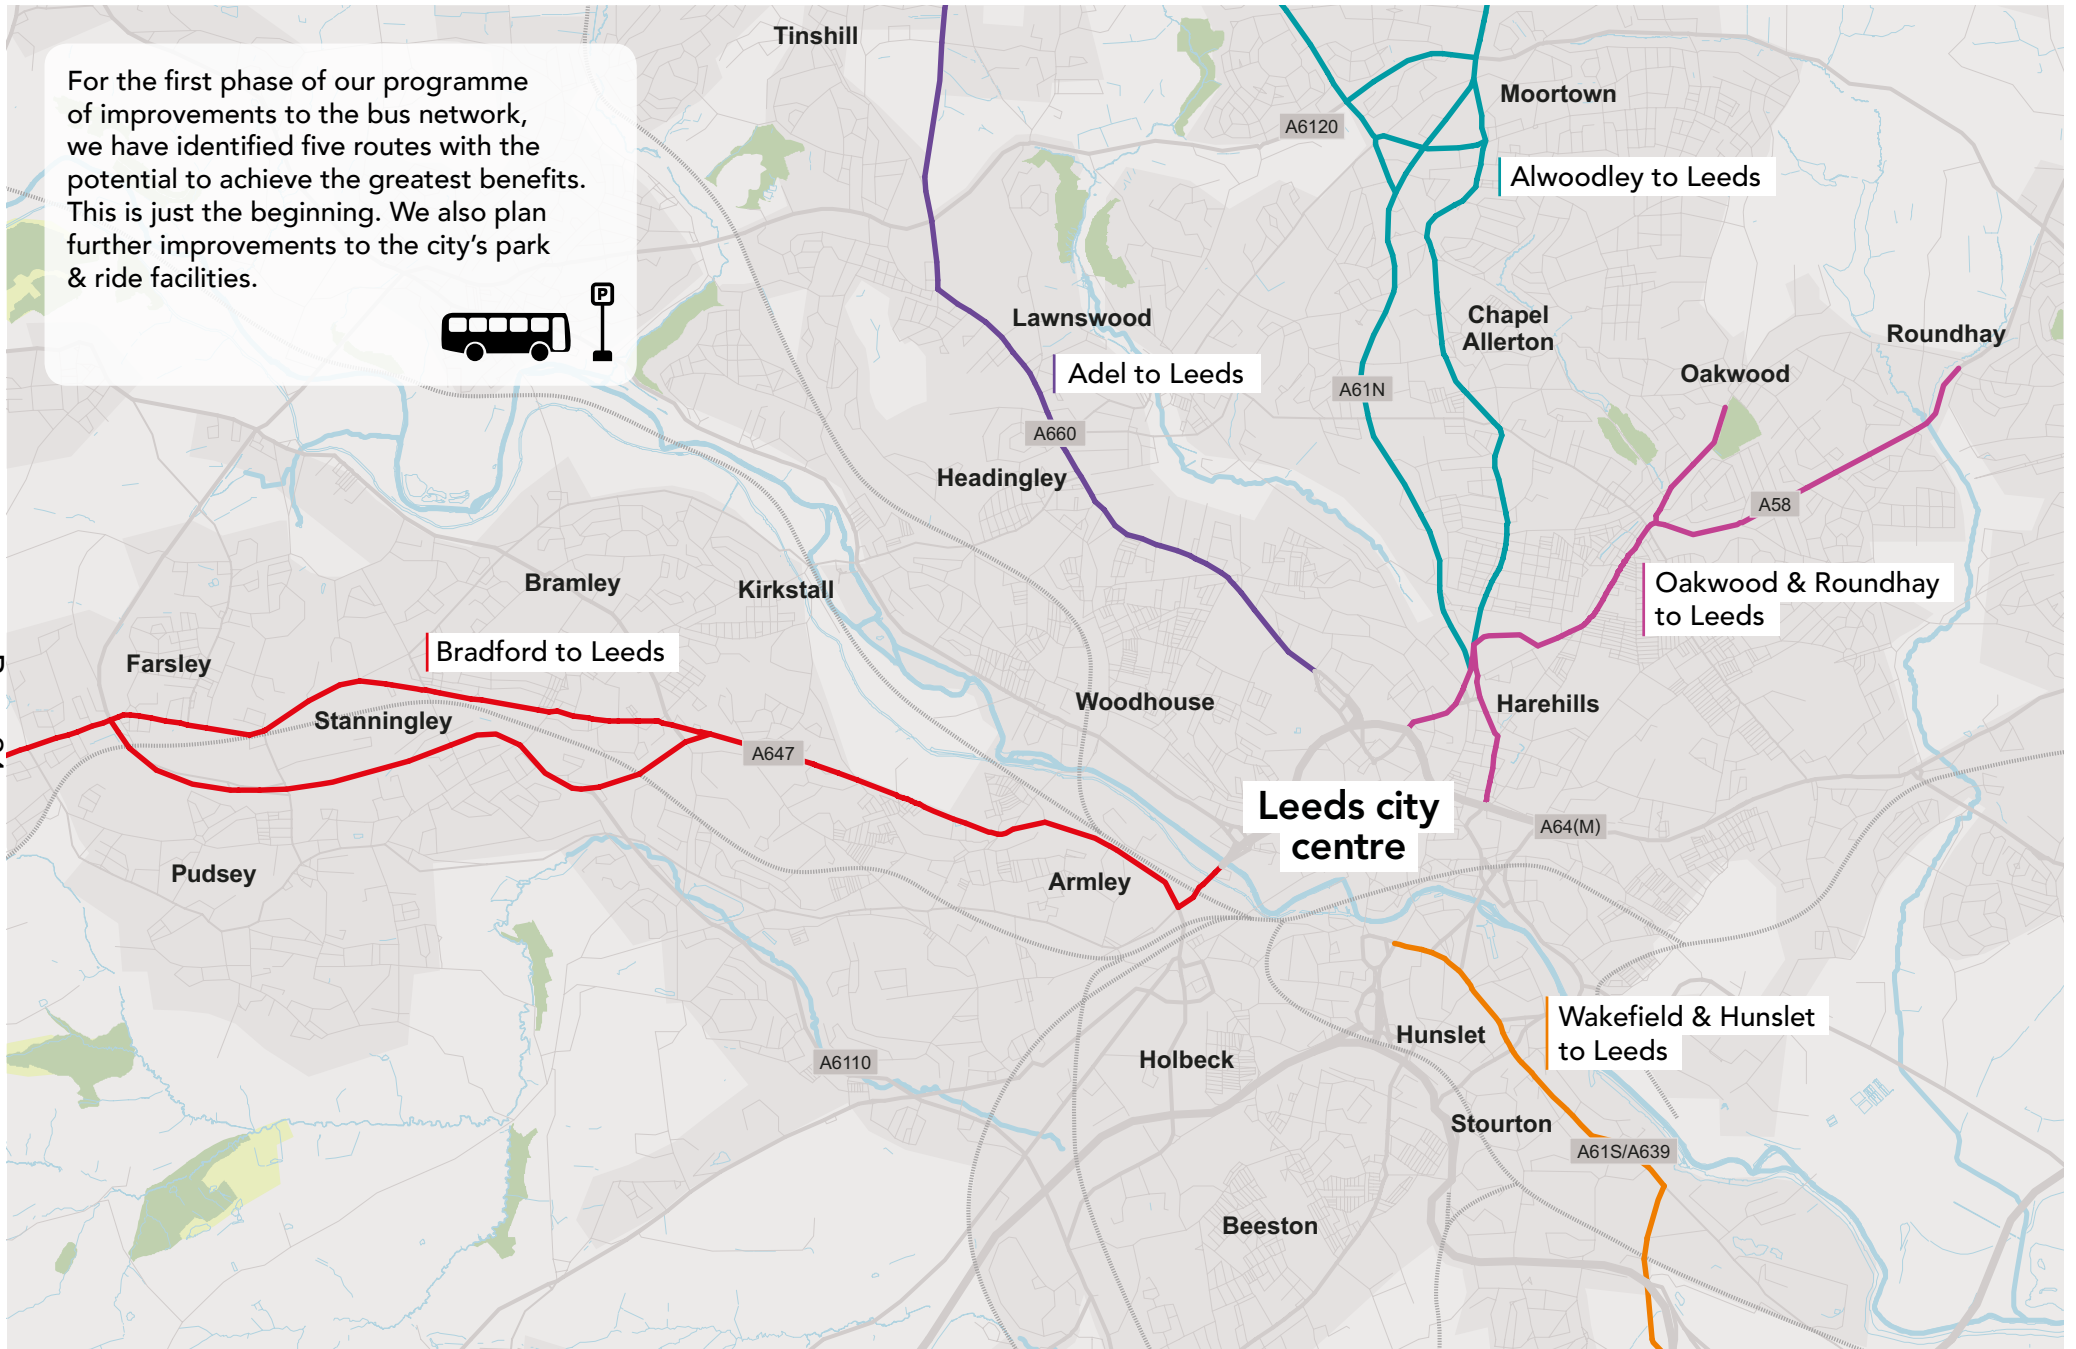 For the first phase of our programme
of improvements to the bus network,
we have identified five routes with the
potential to achieve the greatest benefits.
This is just the beginning. We also plan
further improvements to the city's park
& ride facilities.
P
Tinshill
Moortown
A6120
Alwoodley to Leeds
Lawnswood
Chapel
Allerton
Roundhay
Oakwood
Adel to Leeds
A61N
A660
Headingley
A58
Bramley
Kirkstall
Oakwood & Roundhay
to Leeds
Bradford to Leeds
Farsley
Stanningley
Woodhouse
Harehills
A647
Leeds city
centre
A64(M)
Pudsey
Armley
Wakefield & Hunslet
to Leeds
Hunslet
Holbeck
A6110
Stourton
A61S/A639
Beeston